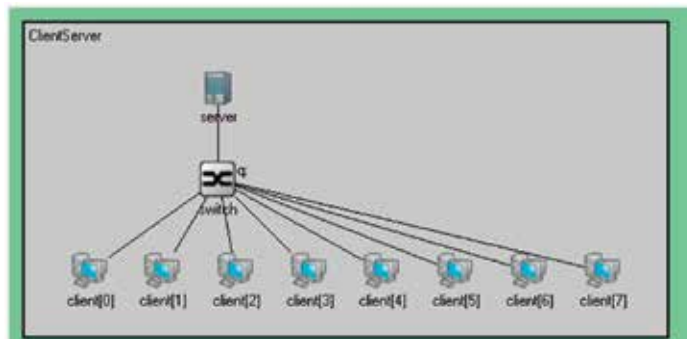 ClientServer
server
q
switch
client[0] client[1] client[2] client[3] client[4] client[5] client[6] client[7]